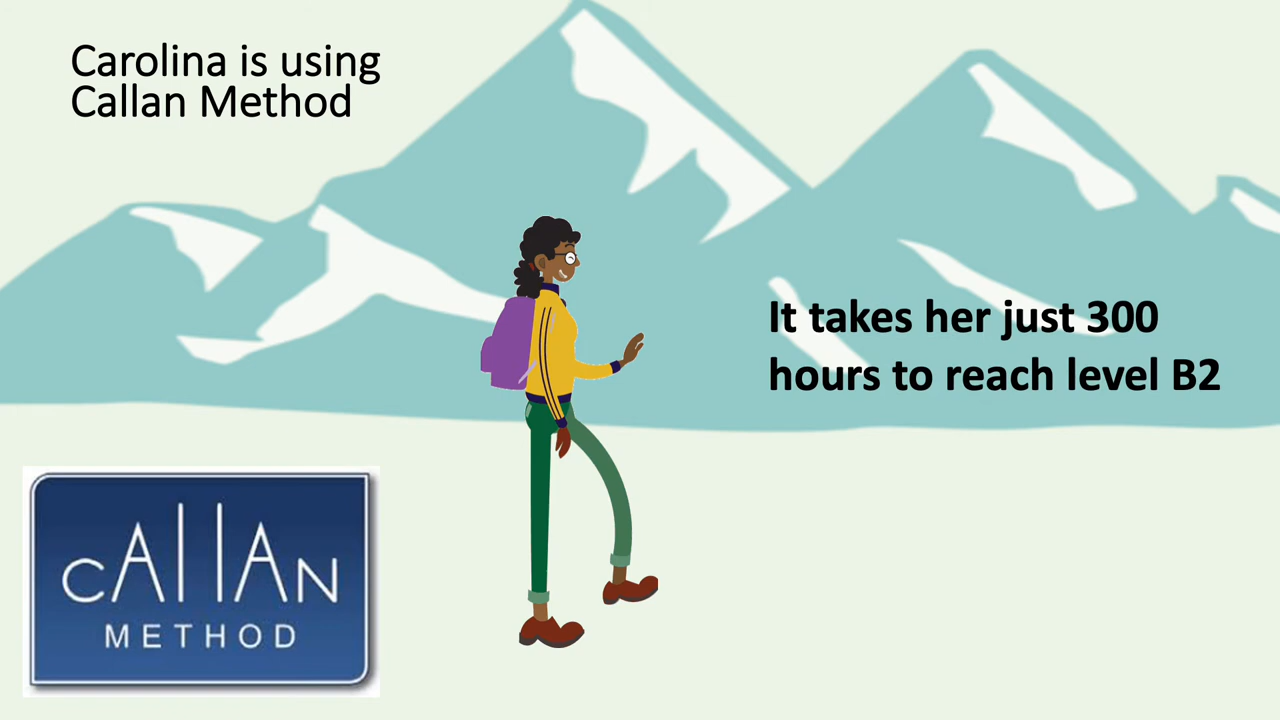 Carolina is using
Callan Method
It takes her just 300
hours to reach level B2
CALLAN
METHOD